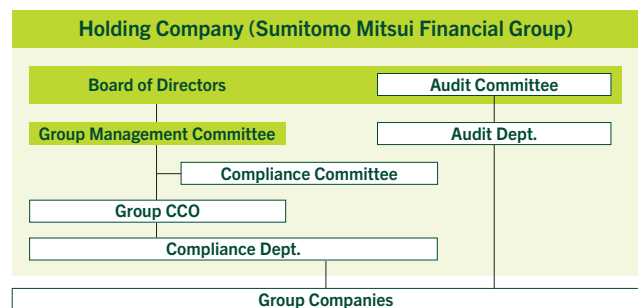 Holding Company (Sumitomo Mitsui Financial Group)
Board of Directors
Audit Committee
Group Management Committee
Audit Dept.
Compliance Committee
Group CCO
Compliance Dept.
Group Companies